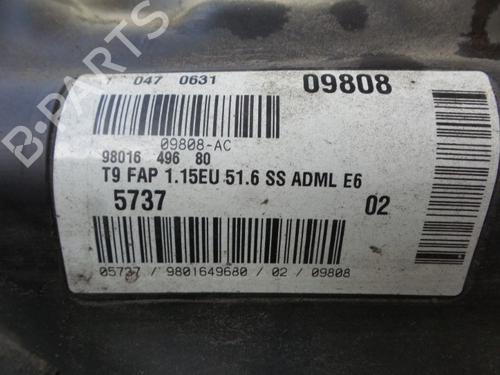 047 0631
09808
09808-AC
98016 496 80
T9 FAP 1.15EU 51.6 SS ADML E6
5737
02
05737 / 9801649680 / 02 / 09808
B-PARTS